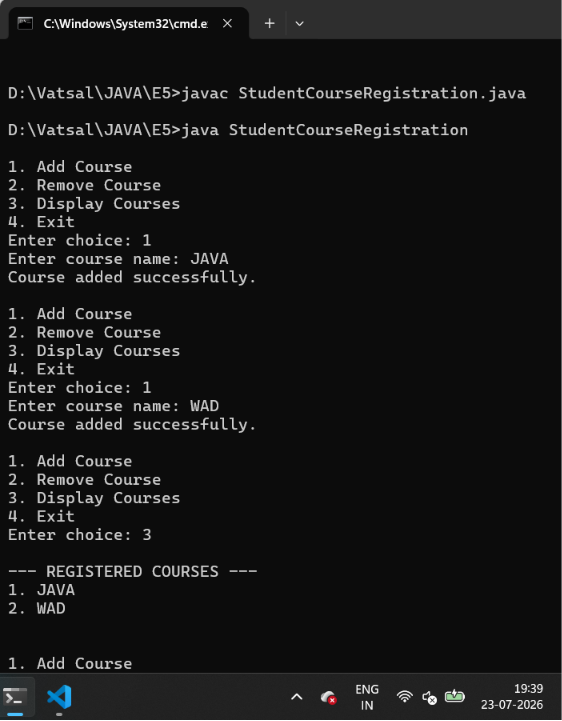 C:\Windows\System32\cmd.e
D:\Vatsal\JAVA\E5>javac StudentCourseRegistration.java
D:\Vatsal\JAVA\E5>java StudentCourseRegistration
1. Add Course
2. Remove Course
3. Display Courses
4. Exit
Enter choice: 1
Enter course name: JAVA
Course added successfully.
1. Add Course
2. Remove Course
3. Display Courses
4. Exit
Enter choice: 1
Enter course name: WAD
Course added successfully.
1. Add Course
2. Remove Course
3. Display Courses
4. Exit
Enter choice: 3
--- REGISTERED COURSES ---
1. JAVA
2. WAD
1. Add Course
ENG
IN
19:39
23-07-2026